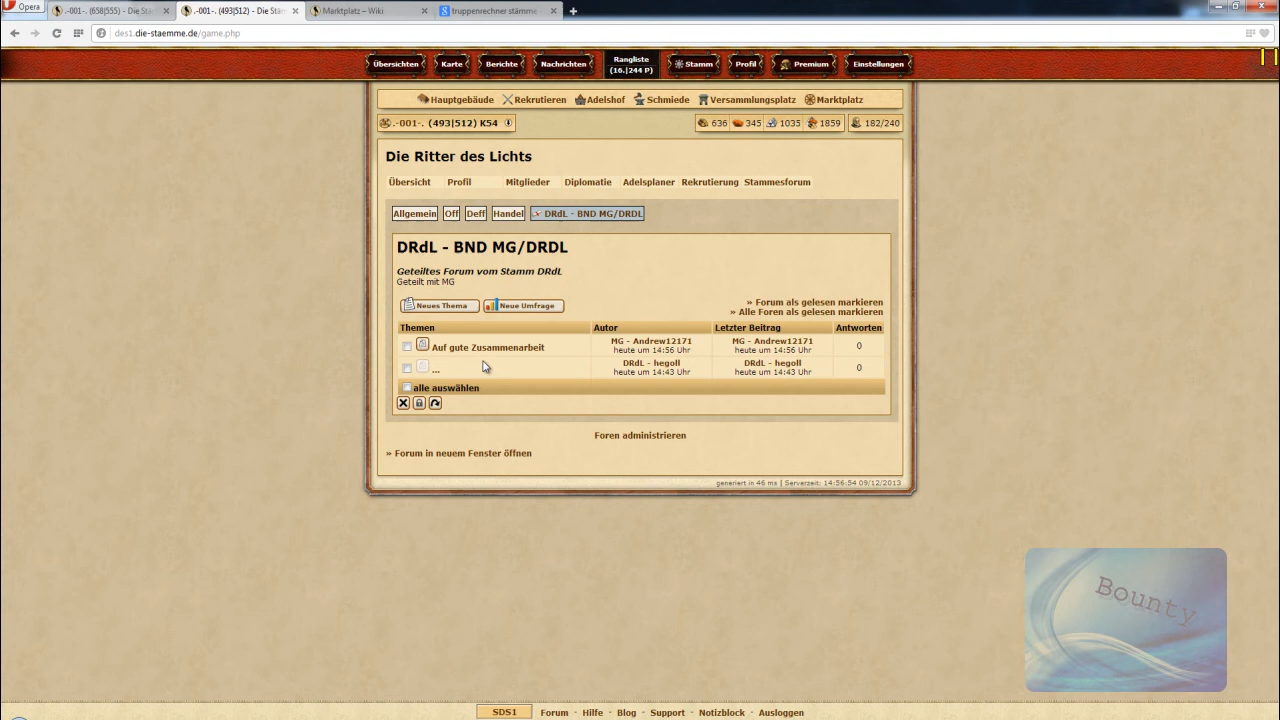 Opera
.-001-. (658|555) - Die Stä
.-001-. (493|512) - Die Stäm
Marktplatz – Wiki
truppenrechner stämme -
des1.die-staemme.de/game.php
Übersichten
Karte
Berichte
Nachrichten
Rangliste
(16.|244 P)
Stamm
Profil
Premium
Einstellungen
Hauptgebäude Rekrutieren Adelshof Schmiede Versammlungsplatz Marktplatz
.-001-. (493|512) K54
636 345 1035 1859 182/240
Die Ritter des Lichts
Übersicht Profil Mitglieder Diplomatie Adelsplaner Rekrutierung Stammesforum
Allgemein Off Deff Handel DRdL - BND MG/DRDL
DRdL - BND MG/DRDL
Geteiltes Forum vom Stamm DRdL
Geteilt mit MG
Neues Thema Neue Umfrage
» Forum als gelesen markieren
» Alle Foren als gelesen markieren
Themen Autor Letzter Beitrag Antworten
Auf gute Zusammenarbeit
MG - Andrew12171
heute um 14:56 Uhr
MG - Andrew12171
heute um 14:56 Uhr
0
...
DRdL - hegoll
heute um 14:43 Uhr
DRdL - hegoll
heute um 14:43 Uhr
0
alle auswählen
Foren administrieren
» Forum in neuem Fenster öffnen
generiert in 46 ms | Serverzeit: 14:56:54 09/12/2013
Bounty
SDS1 Forum - Hilfe - Blog - Support - Notizblock - Ausloggen